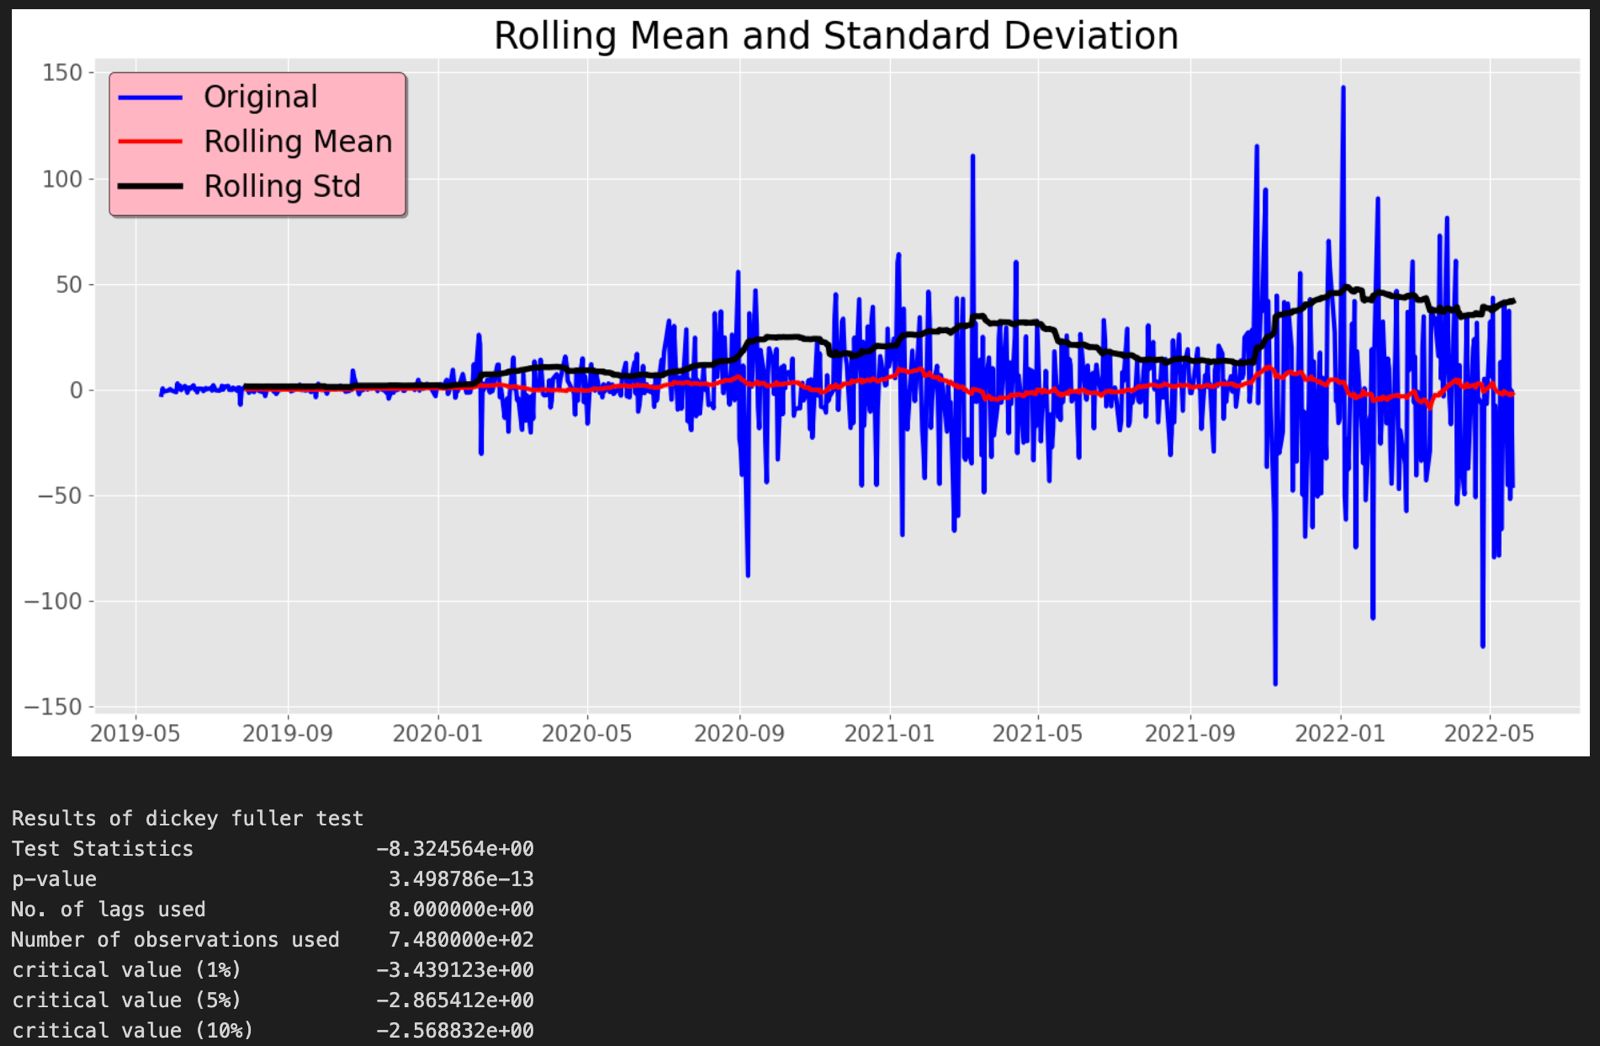 Rolling Mean and Standard Deviation
150
Original
Rolling Mean
100
Rolling Std
50
0
−50
−100
−150
2019-05 2019-09 2020-01 2020-05 2020-09 2021-01 2021-05 2021-09 2022-01 2022-05
Results of dickey fuller test
Test Statistics -8.324564e+00
p-value 3.498786e-13
No. of lags used 8.000000e+00
Number of observations used 7.480000e+02
critical value (1%) -3.439123e+00
critical value (5%) -2.865412e+00
critical value (10%) -2.568832e+00